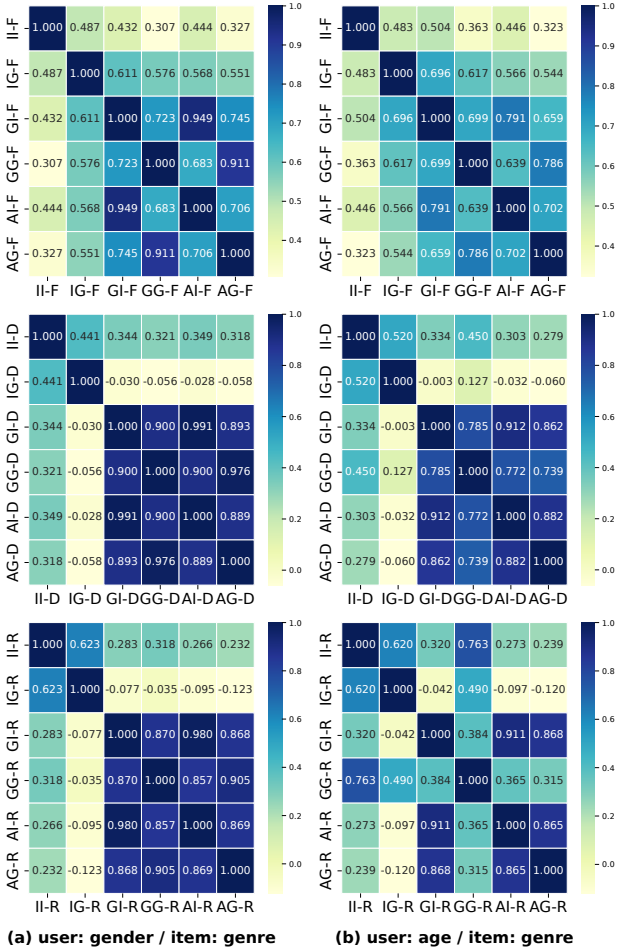 II-F 1.000 0.487 0.432 0.307 0.444 0.327
IG-F 0.487 1.000 0.611 0.576 0.568 0.551
GI-F 0.432 0.611 1.000 0.723 0.949 0.745
GG-F 0.307 0.576 0.723 1.000 0.683 0.911
AI-F 0.444 0.568 0.949 0.683 1.000 0.706
AG-F 0.327 0.551 0.745 0.911 0.706 1.000
II-F IG-F GI-F GG-F AI-F AG-F
1.0
0.9
0.8
0.7
0.6
0.5
0.4
II-F 1.000 0.483 0.504 0.363 0.446 0.323
IG-F 0.483 1.000 0.696 0.617 0.566 0.544
GI-F 0.504 0.696 1.000 0.699 0.791 0.659
GG-F 0.363 0.617 0.699 1.000 0.639 0.786
AI-F 0.446 0.566 0.791 0.639 1.000 0.702
AG-F 0.323 0.544 0.659 0.786 0.702 1.000
II-F IG-F GI-F GG-F AI-F AG-F
1.0
0.9
0.8
0.7
0.6
0.5
0.4
II-D 1.000 0.441 0.344 0.321 0.349 0.318
IG-D 0.441 1.000 -0.030 -0.056 -0.028 -0.058
GI-D 0.344 -0.030 1.000 0.900 0.991 0.893
GG-D 0.321 -0.056 0.900 1.000 0.900 0.976
AI-D 0.349 -0.028 0.991 0.900 1.000 0.889
AG-D 0.318 -0.058 0.893 0.976 0.889 1.000
II-D IG-D GI-D GG-D AI-D AG-D
1.0
0.8
0.6
0.4
0.2
0.0
II-D 1.000 0.520 0.334 0.450 0.303 0.279
IG-D 0.520 1.000 -0.003 0.127 -0.032 -0.060
GI-D 0.334 -0.003 1.000 0.785 0.912 0.862
GG-D 0.450 0.127 0.785 1.000 0.772 0.739
AI-D 0.303 -0.032 0.912 0.772 1.000 0.882
AG-D 0.279 -0.060 0.862 0.739 0.882 1.000
II-D IG-D GI-D GG-D AI-D AG-D
1.0
0.8
0.6
0.4
0.2
0.0
II-R 1.000 0.623 0.283 0.318 0.266 0.232
IG-R 0.623 1.000 -0.077 -0.035 -0.095 -0.123
GI-R 0.283 -0.077 1.000 0.870 0.980 0.868
GG-R 0.318 -0.035 0.870 1.000 0.857 0.905
AI-R 0.266 -0.095 0.980 0.857 1.000 0.869
AG-R 0.232 -0.123 0.868 0.905 0.869 1.000
II-R IG-R GI-R GG-R AI-R AG-R
1.0
0.8
0.6
0.4
0.2
0.0
II-R 1.000 0.620 0.320 0.763 0.273 0.239
IG-R 0.620 1.000 -0.042 0.490 -0.097 -0.120
GI-R 0.320 -0.042 1.000 0.384 0.911 0.868
GG-R 0.763 0.490 0.384 1.000 0.365 0.315
AI-R 0.273 -0.097 0.911 0.365 1.000 0.865
AG-R 0.239 -0.120 0.868 0.315 0.865 1.000
II-R IG-R GI-R GG-R AI-R AG-R
1.0
0.8
0.6
0.4
0.2
0.0
(a) user: gender / item: genre
(b) user: age / item: genre